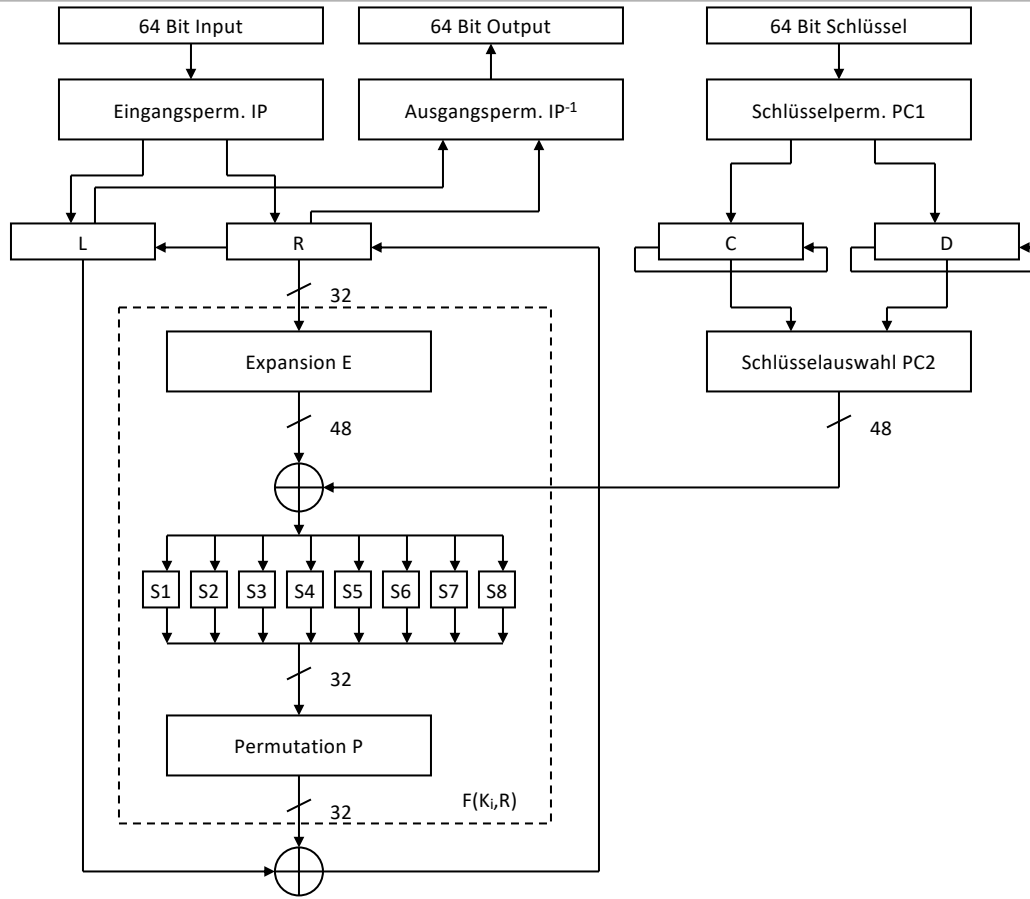 64 Bit Input
64 Bit Output
64 Bit Schlüssel
Eingangsperm. IP
Ausgangsperm. IP⁻¹
Schlüsselperm. PC1
L
R
C
D
32
Expansion E
Schlüsselauswahl PC2
48
48
S1 S2 S3 S4 S5 S6 S7 S8
32
Permutation P
F(Kᵢ,R)
32